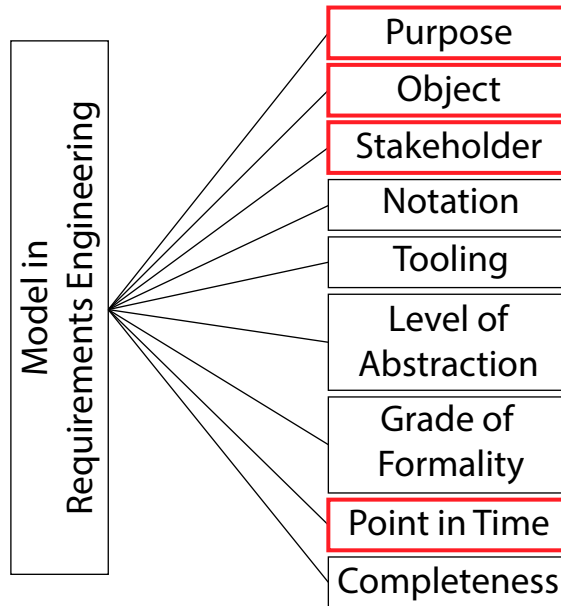 Model in
Requirements Engineering
Purpose
Object
Stakeholder
Notation
Tooling
Level of
Abstraction
Grade of
Formality
Point in Time
Completeness